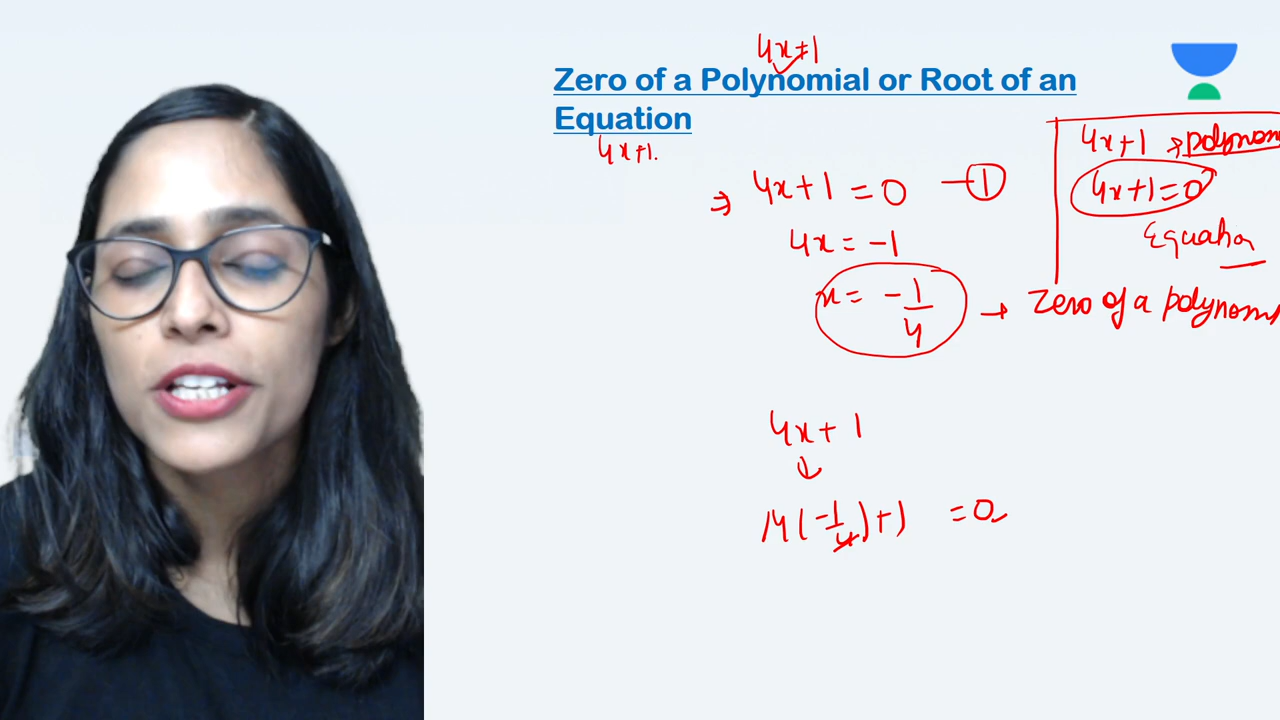 4x+1
Zero of a Polynomial or Root of an
Equation
4x+1.
⇒ 4x+1 = 0 —①
4x = -1
x = -1/4 → Zero of a polynom
4x+1 → polynom
4x+1=0
Equation
4x+1
↓
4(-1/4)+1 = 0